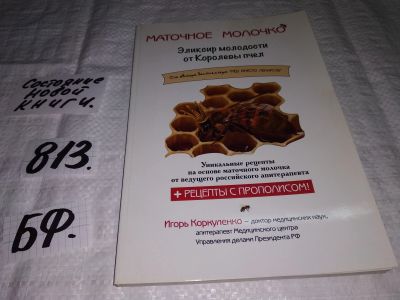 Состояние
Новой
Книги.
813.
БФ.
МАТОЧНОЕ МОЛОЧКО
Эликсир молодости
от Королевы пчел
Уникальные рецепты
на основе маточного молочка
от ведущего российского апитерапевта
+ РЕЦЕПТЫ С ПРОПОЛИСОМ!
Игорь Коркуленко – доктор медицинских наук,
апитерапевт Медицинского центра
Управления делами Президента РФ